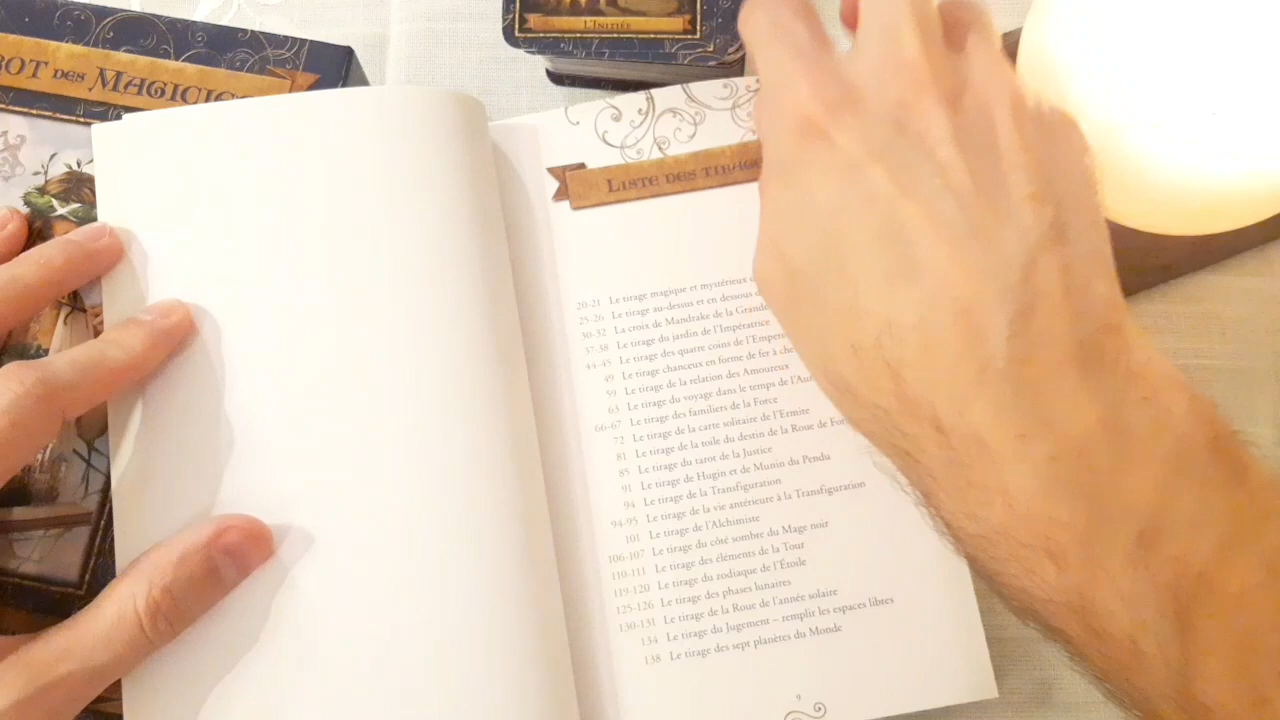 L'INITIÉE
DES MAGICIE
LISTE DES TIRAGE
20-21 Le tirage magique et mystérieux
25-26 Le tirage au-dessus et en dessous
30-32 La croix de Mandrake de la Grande
37-38 Le tirage du jardin de l'Impératrice
44-45 Le tirage des quatre coins de l'Emper
49 Le tirage chanceux en forme de fer à che
59 Le tirage de la relation des Amoureux
63 Le tirage du voyage dans le temps de l'Au
66-67 Le tirage des familiers de la Force
72 Le tirage de la carte solitaire de l'Ermite
81 Le tirage de la toile du destin de la Roue de For
85 Le tirage du tarot de la Justice
91 Le tirage de Hugin et de Munin du Pendu
94 Le tirage de la Transfiguration
94-95 Le tirage de la vie antérieure à la Transfiguration
101 Le tirage de l'Alchimiste
106-107 Le tirage du côté sombre du Mage noir
110-111 Le tirage des éléments de la Tour
119-120 Le tirage du zodiaque de l'Étoile
125-126 Le tirage des phases lunaires
130-131 Le tirage de la Roue de l'année solaire
134 Le tirage du Jugement – remplir les espaces libres
138 Le tirage des sept planètes du Monde
9